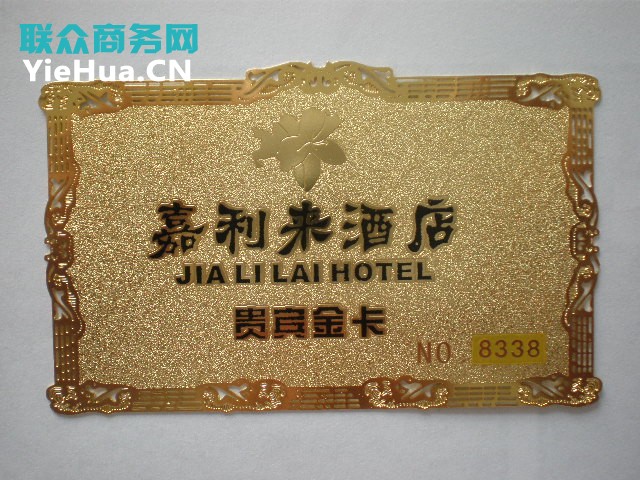 联众商务网
YieHua.CN
嘉利来酒店
JIA LI LAI HOTEL
贵宾金卡
NO 8338